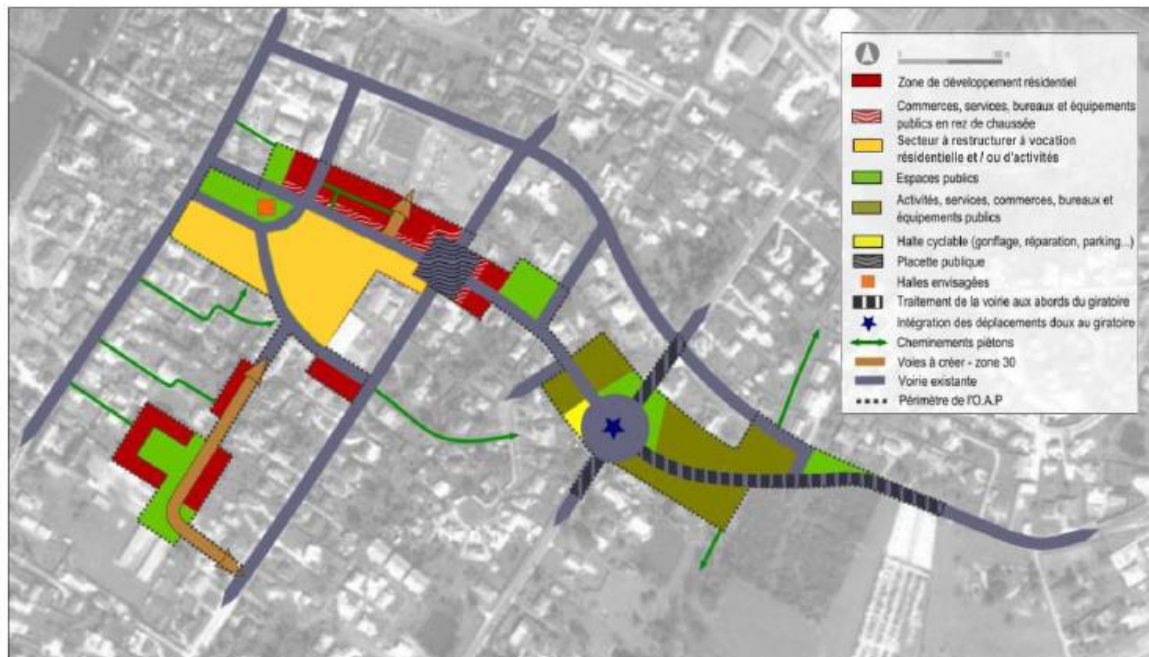 0 100 m
Zone de développement résidentiel
Commerces, services, bureaux et équipements
publics en rez de chaussée
Secteur à restructurer à vocation
résidentielle et / ou d'activités
Espaces publics
Activités, services, commerces, bureaux et
équipements publics
Halte cyclable (gonflage, réparation, parking...)
Placette publique
Halles envisagées
Traitement de la voirie aux abords du giratoire
Intégration des déplacements doux au giratoire
Cheminements piétons
Voies à créer - zone 30
Voirie existante
Périmètre de l'O.A.P